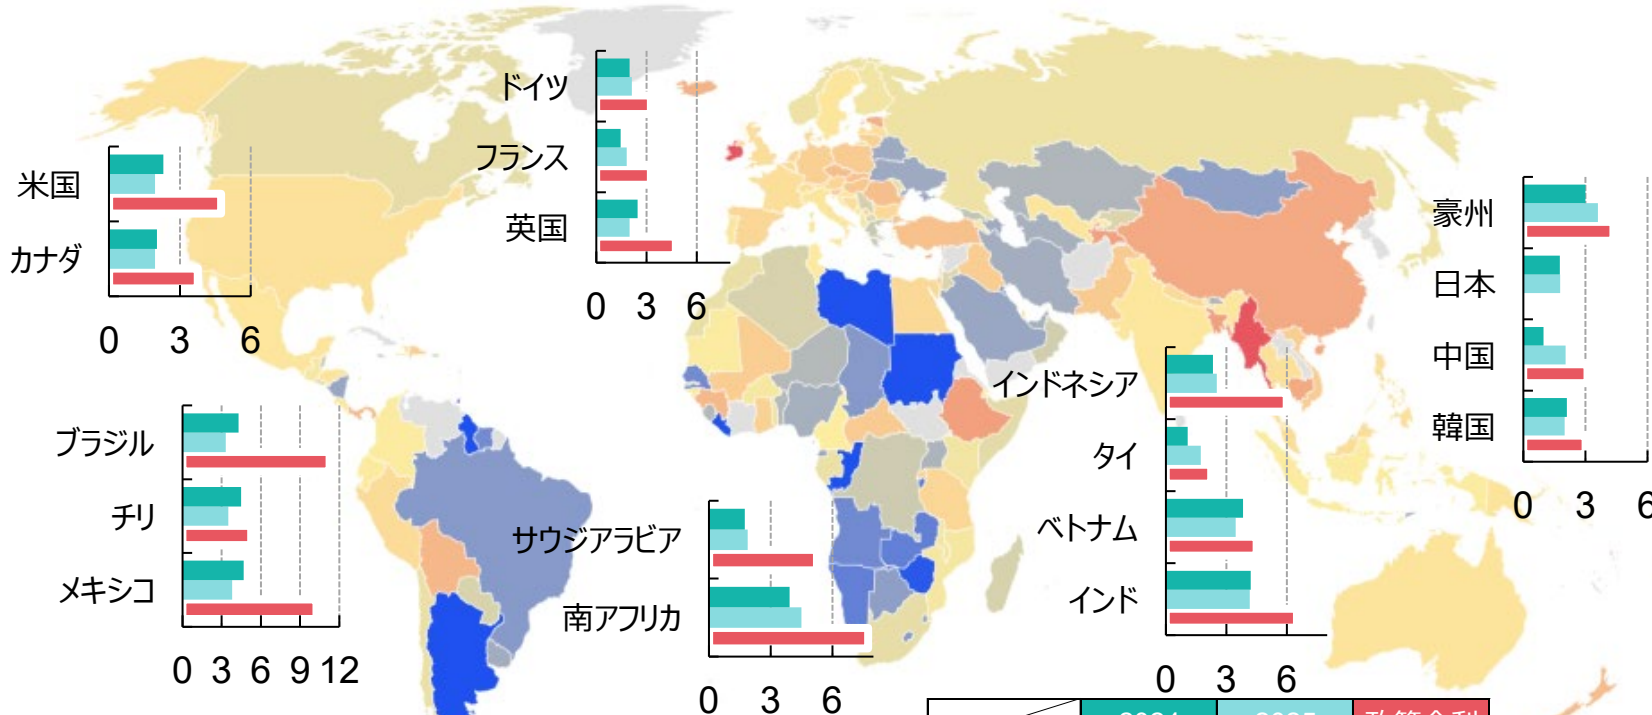 米国
カナダ
0 3 6
ドイツ
フランス
英国
0 3 6
ブラジル
チリ
メキシコ
0 3 6 9 12
サウジアラビア
南アフリカ
0 3 6
インドネシア
タイ
ベトナム
インド
0 3 6
豪州
日本
中国
韓国
0 3 6